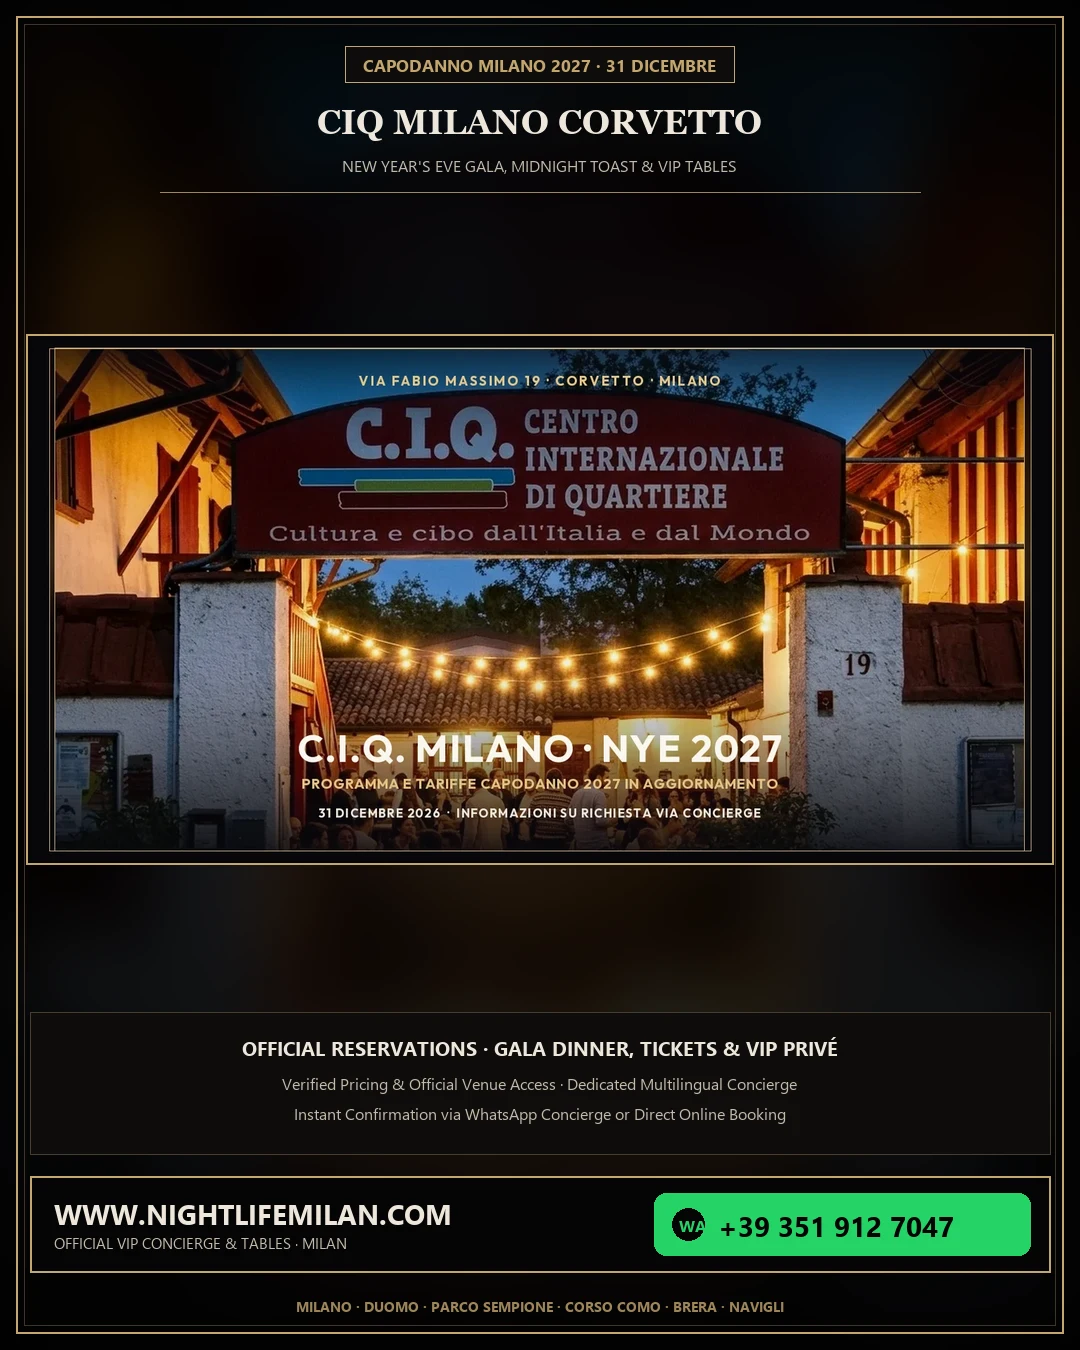 CAPODANNO MILANO 2027 · 31 DICEMBRE
CIQ MILANO CORVETTO
NEW YEAR'S EVE GALA, MIDNIGHT TOAST & VIP TABLES
VIA FABIO MASSIMO 19 · CORVETTO · MILANO
C.I.Q. CENTRO
INTERNAZIONALE
DI QUARTIERE
Cultura e cibo dall'Italia e dal Mondo
19
C.I.Q. MILANO · NYE 2027
PROGRAMMA E TARIFFE CAPODANNO 2027 IN AGGIORNAMENTO
31 DICEMBRE 2026 · INFORMAZIONI SU RICHIESTA VIA CONCIERGE
OFFICIAL RESERVATIONS · GALA DINNER, TICKETS & VIP PRIVÉ
Verified Pricing & Official Venue Access · Dedicated Multilingual Concierge
Instant Confirmation via WhatsApp Concierge or Direct Online Booking
WWW.NIGHTLIFEMILAN.COM
OFFICIAL VIP CONCIERGE & TABLES · MILAN
WA +39 351 912 7047
MILANO · DUOMO · PARCO SEMPIONE · CORSO COMO · BRERA · NAVIGLI